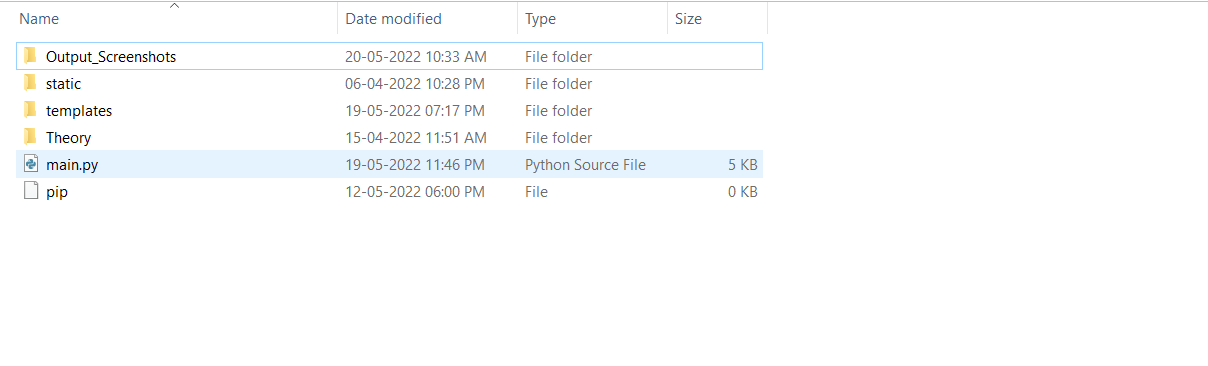 Name Date modified Type Size
Output_Screenshots 20-05-2022 10:33 AM File folder
static 06-04-2022 10:28 PM File folder
templates 19-05-2022 07:17 PM File folder
Theory 15-04-2022 11:51 AM File folder
main.py 19-05-2022 11:46 PM Python Source File 5 KB
pip 12-05-2022 06:00 PM File 0 KB